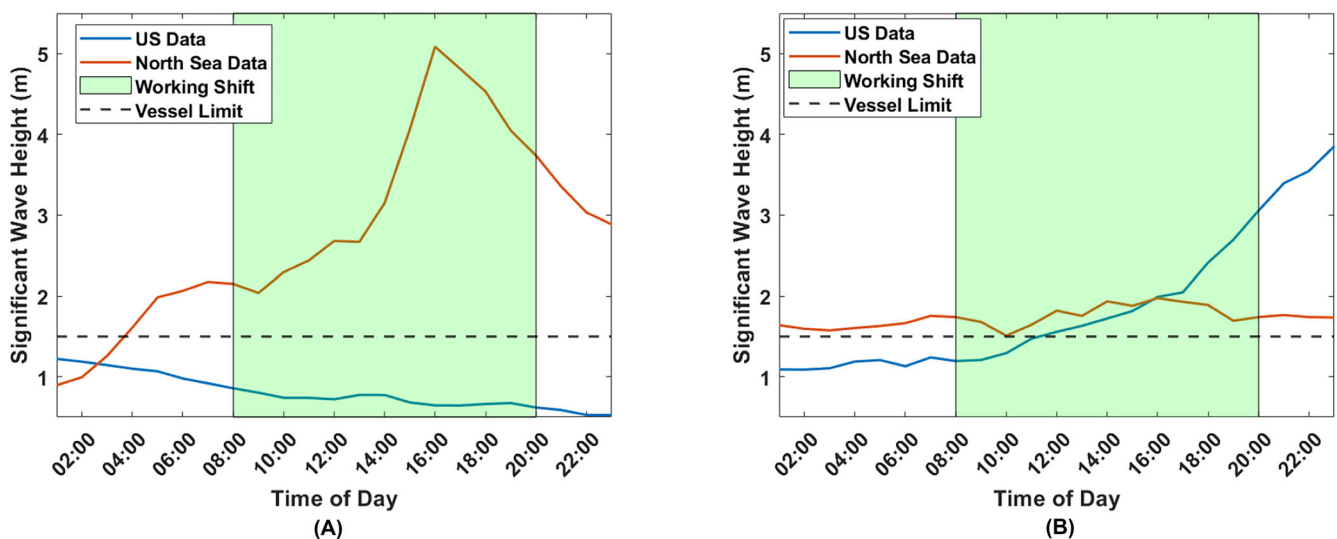 US Data
North Sea Data
Working Shift
Vessel Limit
5
4
3
2
1
Significant Wave Height (m)
02:00 04:00 06:00 08:00 10:00 12:00 14:00 16:00 18:00 20:00 22:00
Time of Day
(A)
US Data
North Sea Data
Working Shift
Vessel Limit
5
4
3
2
1
Significant Wave Height (m)
02:00 04:00 06:00 08:00 10:00 12:00 14:00 16:00 18:00 20:00 22:00
Time of Day
(B)